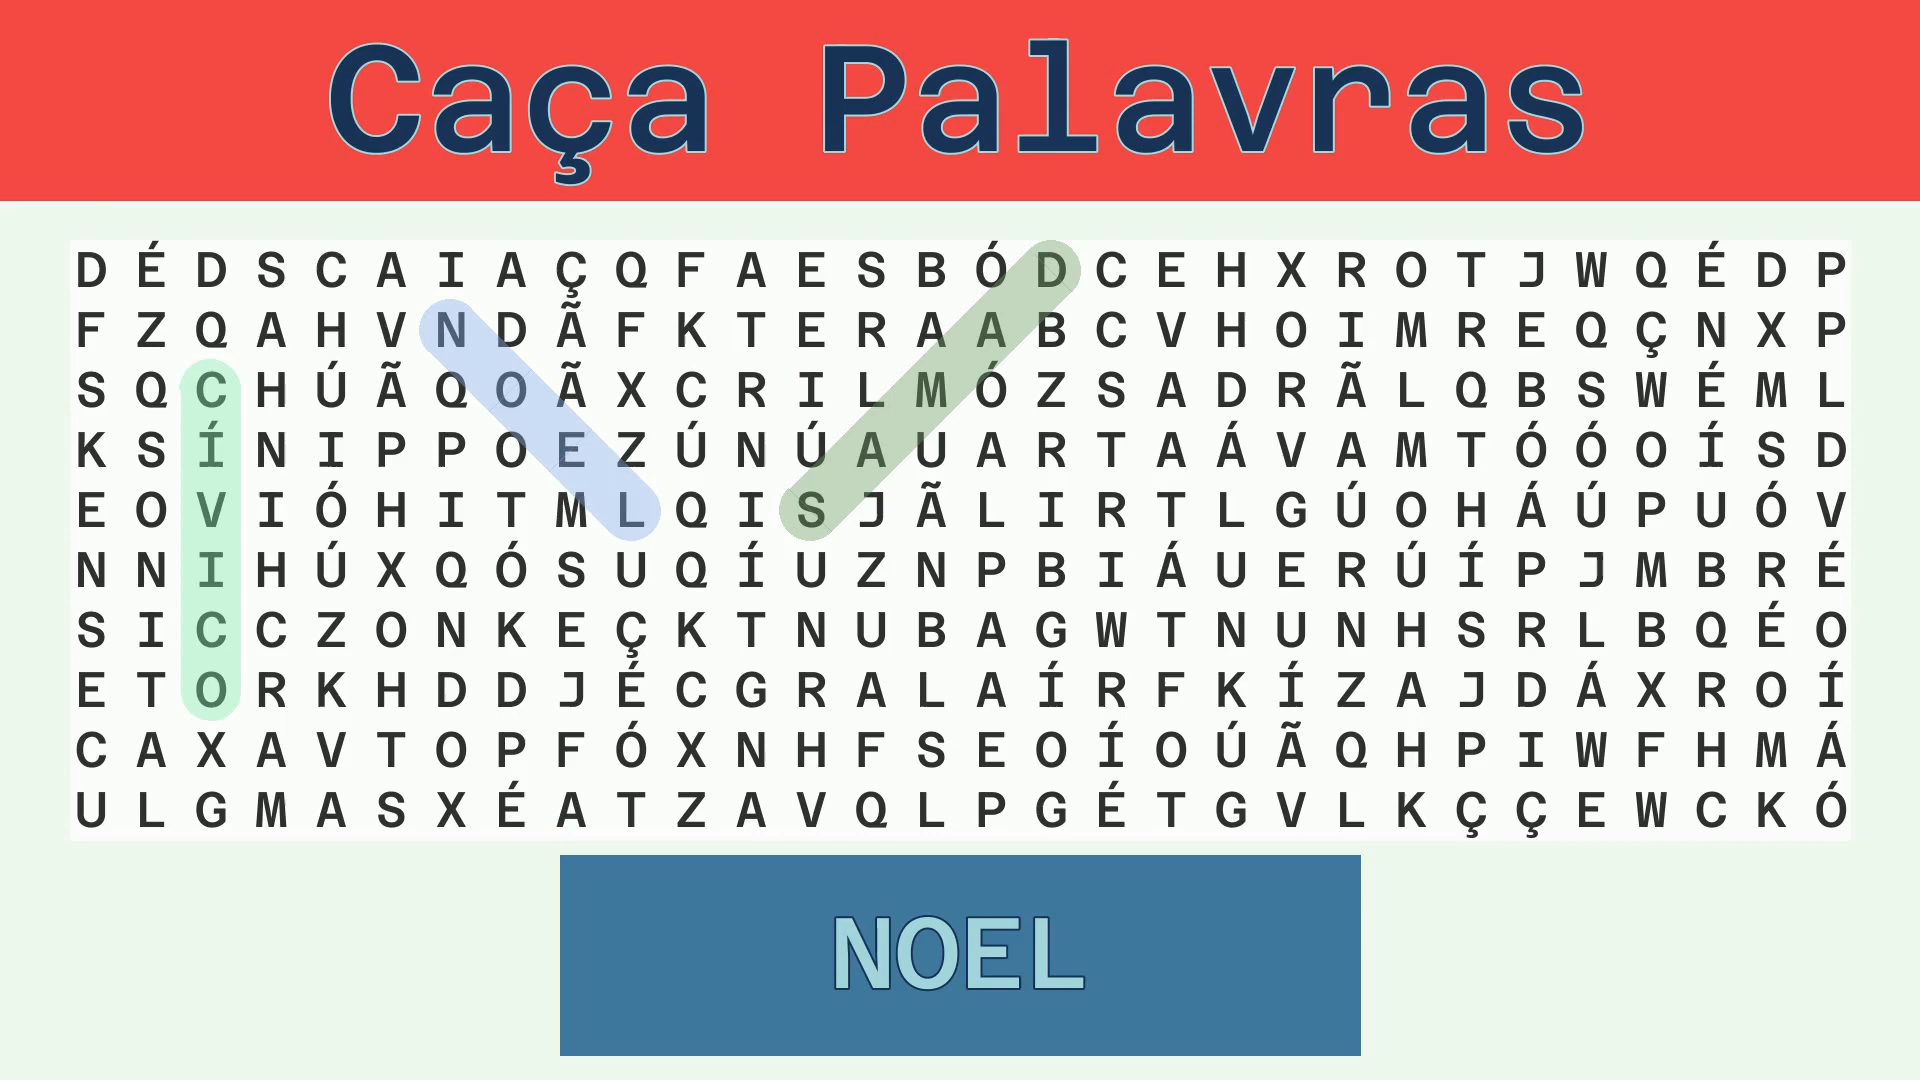 Caça Palavras
D É D S C A I A Ç Q F A E S B Ó D C E H X R O T J W Q É D P
F Z Q A H V N D Ã F K T E R A A B C V H O I M R E Q Ç N X P
S Q C H Ú Ã Q O Ã X C R I L M Ó Z S A D R Ã L Q B S W É M L
K S Í N I P P O E Z Ú N Ú A U A R T A Á V A M T Ó Ó O Í S D
E O V I Ó H I T M L Q I S J Ã L I R T L G Ú O H Á Ú P U Ó V
N N I H Ú X Q Ó S U Q Í U Z N P B I Á U E R Ú Í P J M B R É
S I C C Z O N K E Ç K T N U B A G W T N U N H S R L B Q É O
E T O R K H D D J É C G R A L A Í R F K Í Z A J D Á X R O Í
C A X A V T O P F Ó X N H F S E O Í O Ú Ã Q H P I W F H M Á
U L G M A S X É A T Z A V Q L P G É T G V L K Ç Ç E W C K Ó
NOEL